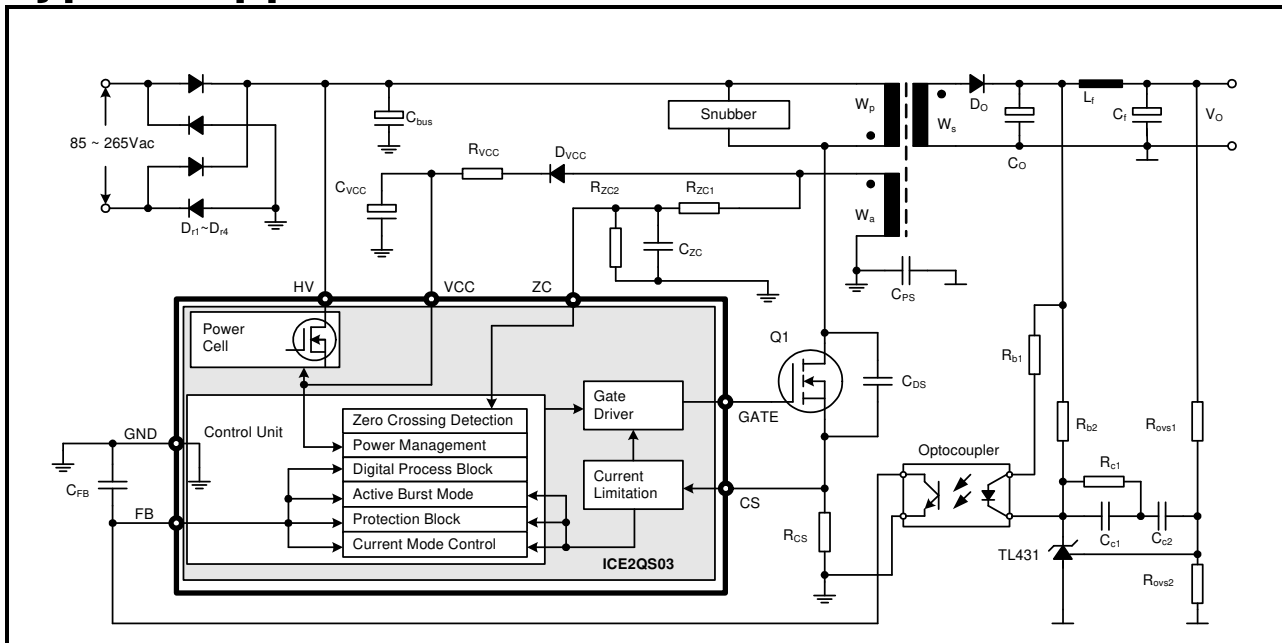 85 ~ 265Vac
Dr1~Dr4
Cbus
Snubber
Wp
Ws
DO
CO
Lf
Cf
VO
CVCC
RVCC
DVCC
RZC2
RZC1
CZC
Wa
CPS
HV
VCC
ZC
Power
Cell
Q1
CDS
Rb1
Control Unit
Zero Crossing Detection
Power Management
Digital Process Block
Active Burst Mode
Protection Block
Current Mode Control
Gate
Driver
Current
Limitation
GATE
CS
RCS
GND
CFB
FB
ICE2QS03
Optocoupler
Rb2
Rovs1
Rc1
Cc1
Cc2
TL431
Rovs2